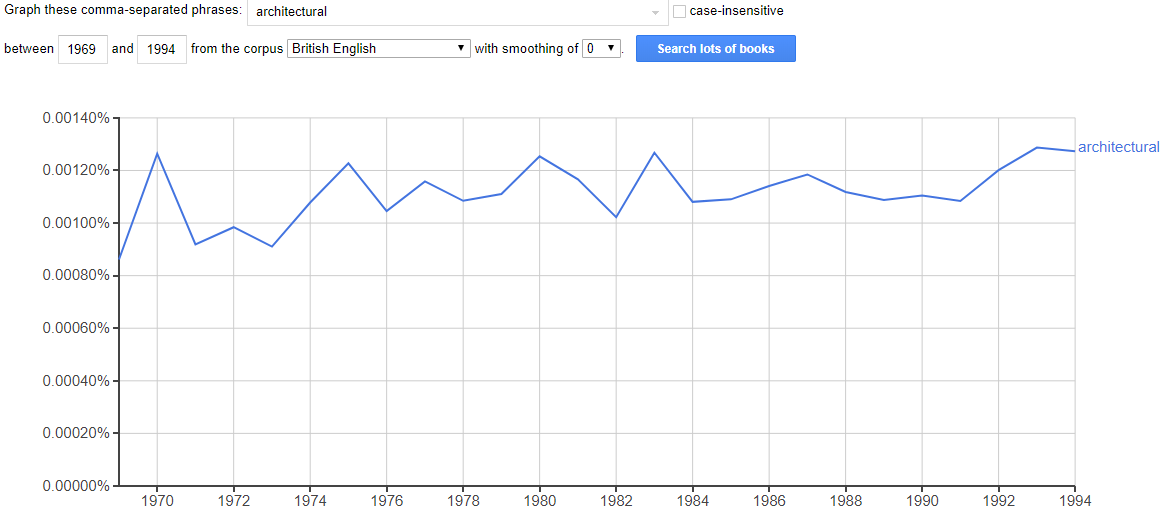 Graph these comma-separated phrases: architectural case-insensitive
between 1969 and 1994 from the corpus British English with smoothing of 0 . Search lots of books
0.00140%
architectural
0.00120%
0.00100%
0.00080%
0.00060%
0.00040%
0.00020%
0.00000%
1970 1972 1974 1976 1978 1980 1982 1984 1986 1988 1990 1992 1994